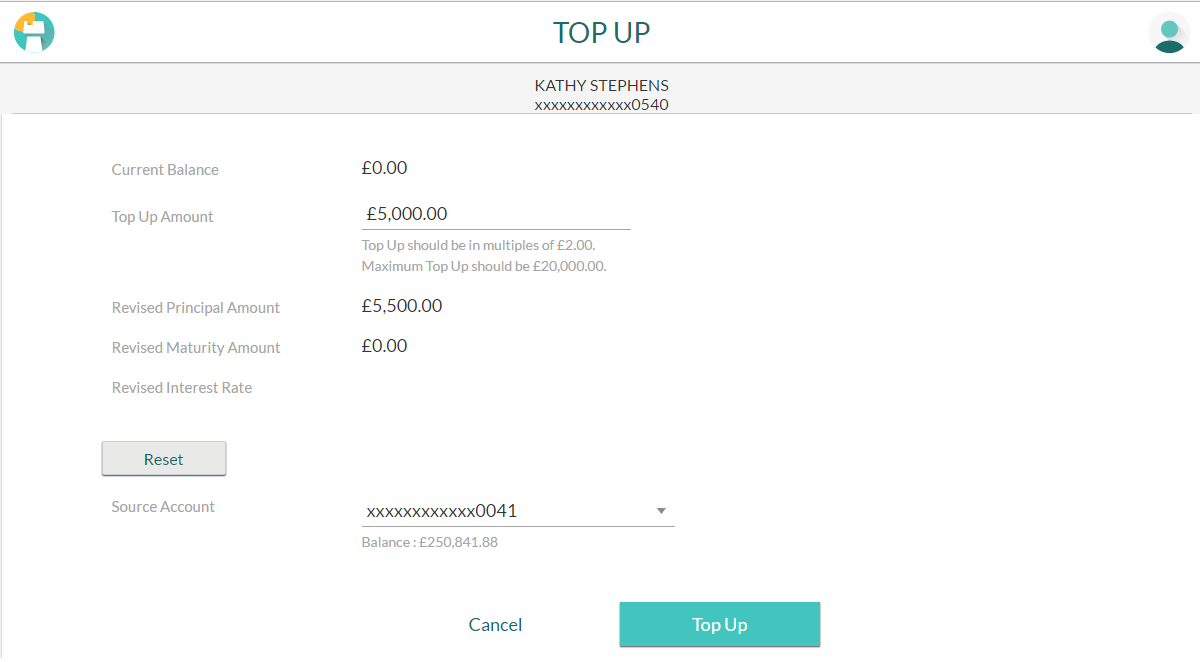 TOP UP
KATHY STEPHENS
xxxxxxxxxxxx0540
Current Balance £0.00
Top Up Amount £5,000.00
Top Up should be in multiples of £2.00.
Maximum Top Up should be £20,000.00.
Revised Principal Amount £5,500.00
Revised Maturity Amount £0.00
Revised Interest Rate
Reset
Source Account xxxxxxxxxxxx0041
Balance : £250,841.88
Cancel Top Up